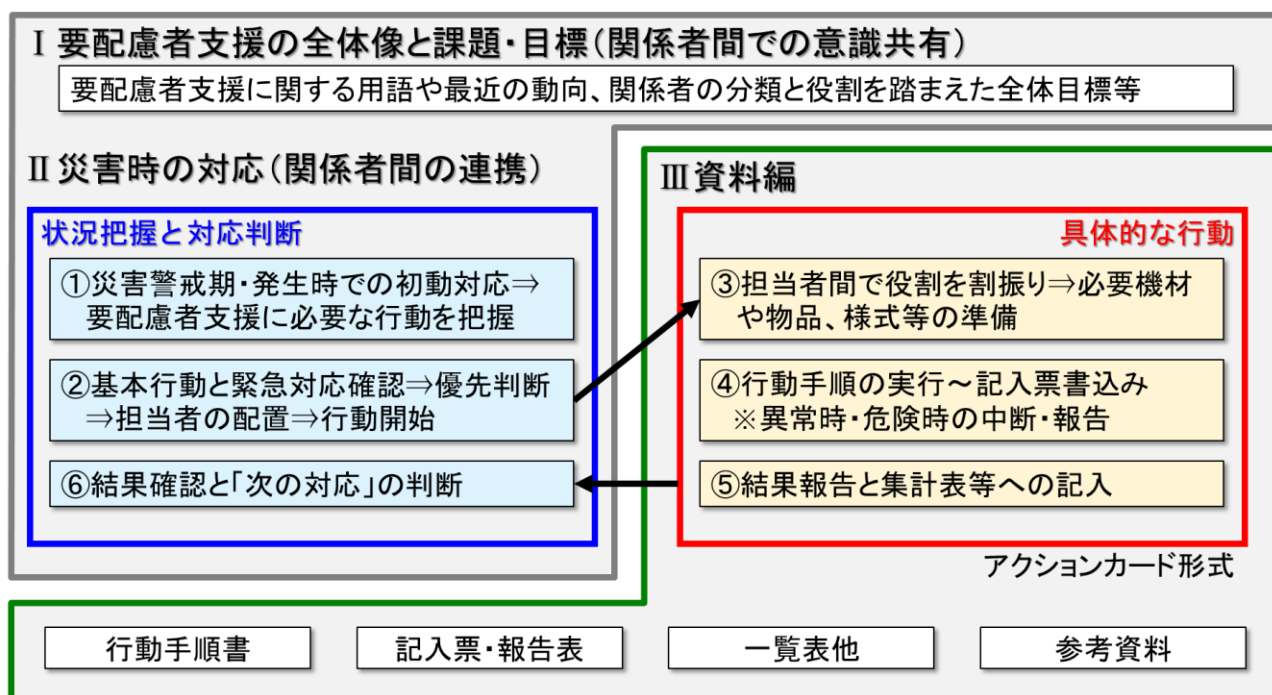 Ⅰ 要配慮者支援の全体像と課題・目標(関係者間での意識共有)
要配慮者支援に関する用語や最近の動向、関係者の分類と役割を踏まえた全体目標等
Ⅱ 災害時の対応(関係者間の連携)
状況把握と対応判断
①災害警戒期・発生時での初動対応⇒
要配慮者支援に必要な行動を把握
②基本行動と緊急対応確認⇒優先判断
⇒担当者の配置⇒行動開始
⑥結果確認と「次の対応」の判断
Ⅲ 資料編
具体的な行動
③担当者間で役割を割振り⇒必要機材
や物品、様式等の準備
④行動手順の実行~記入票書込み
※異常時・危険時の中断・報告
⑤結果報告と集計表等への記入
アクションカード形式
行動手順書
記入票・報告表
一覧表他
参考資料